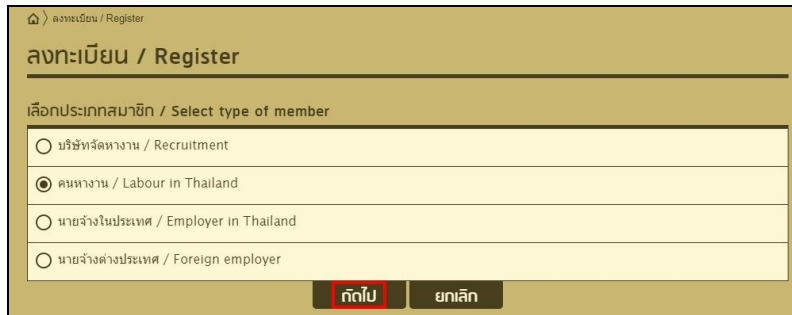 ลงทะเบียน / Register
ลงทะเบียน / Register
เลือกประเภทสมาชิก / Select type of member
บริษัทจัดหางาน / Recruitment
คนหางาน / Labour in Thailand
นายจ้างในประเทศ / Employer in Thailand
นายจ้างต่างประเทศ / Foreign employer
ถัดไป ยกเลิก